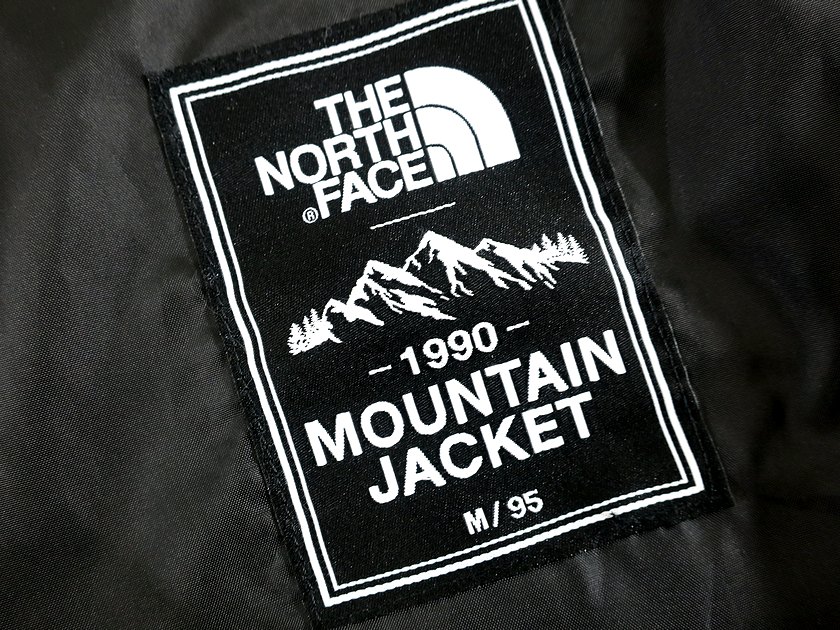 THE
NORTH
®FACE
-1990-
MOUNTAIN
JACKET
M/95